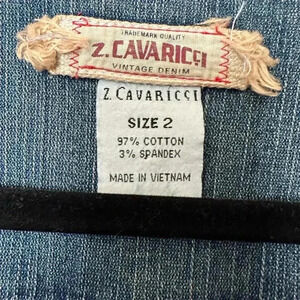 TRADEMARK QUALITY
Z. CAVARICCI
VINTAGE DENIM
Z. CAVARICCI
SIZE 2
97% COTTON
3% SPANDEX
MADE IN VIETNAM